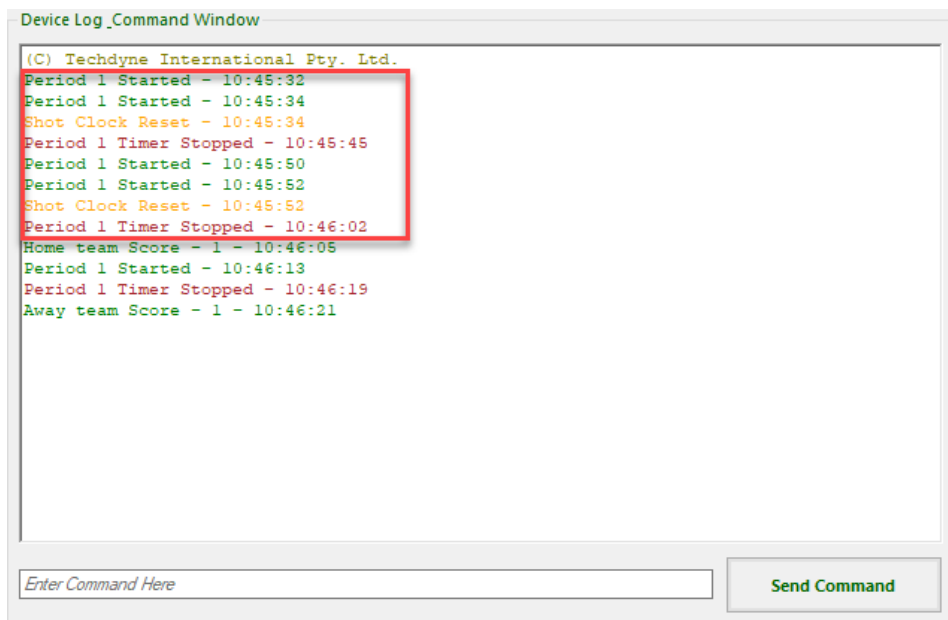 Device Log _Command Window
(C) Techdyne International Pty. Ltd.
Period 1 Started - 10:45:32
Period 1 Started - 10:45:34
Shot Clock Reset - 10:45:34
Period 1 Timer Stopped - 10:45:45
Period 1 Started - 10:45:50
Period 1 Started - 10:45:52
Shot Clock Reset - 10:45:52
Period 1 Timer Stopped - 10:46:02
Home team Score - 1 - 10:46:05
Period 1 Started - 10:46:13
Period 1 Timer Stopped - 10:46:19
Away team Score - 1 - 10:46:21
Enter Command Here
Send Command